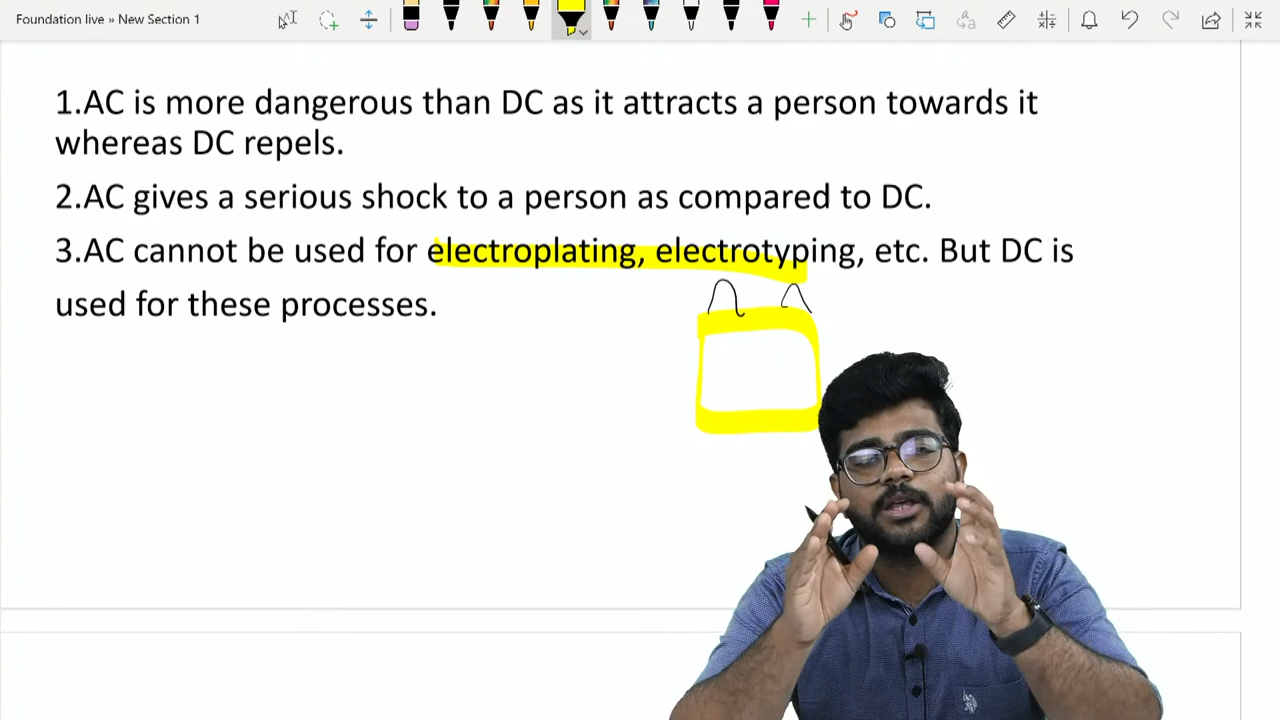 Foundation live » New Section 1
1.AC is more dangerous than DC as it attracts a person towards it
whereas DC repels.
2.AC gives a serious shock to a person as compared to DC.
3.AC cannot be used for electroplating, electrotyping, etc. But DC is
used for these processes.